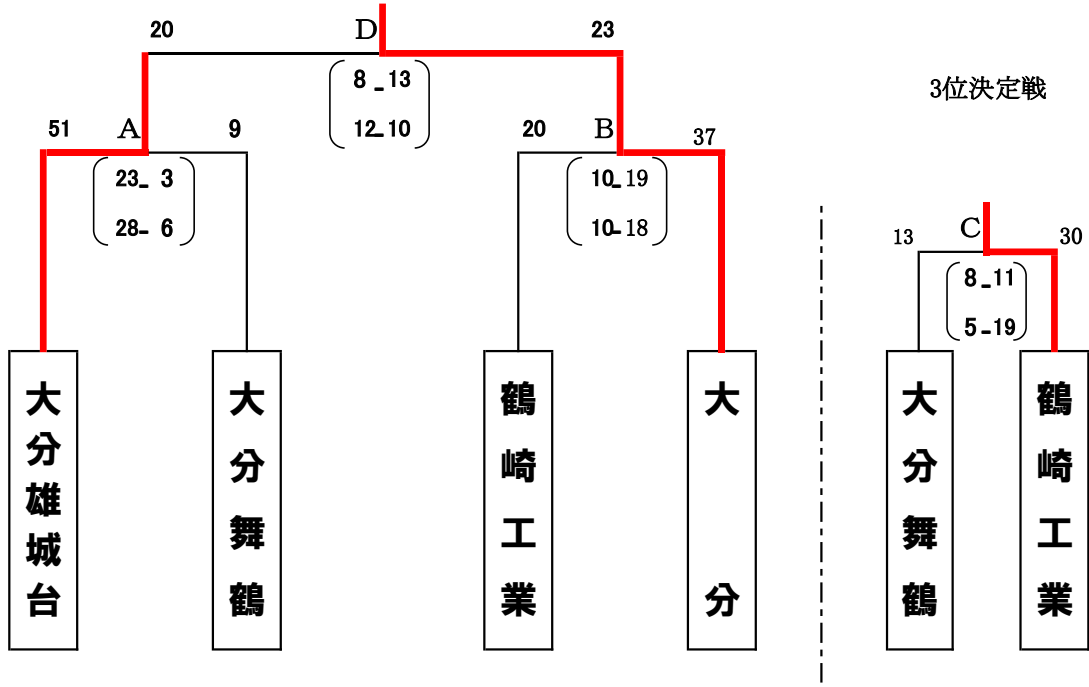 20 D 23
8-13
12-10
3位決定戦
51 A 9
23- 3
28- 6
20 B 37
10-19
10-18
13 C 30
8-11
5-19
大分雄城台
大分舞鶴
鶴崎工業
大分
大分舞鶴
鶴崎工業